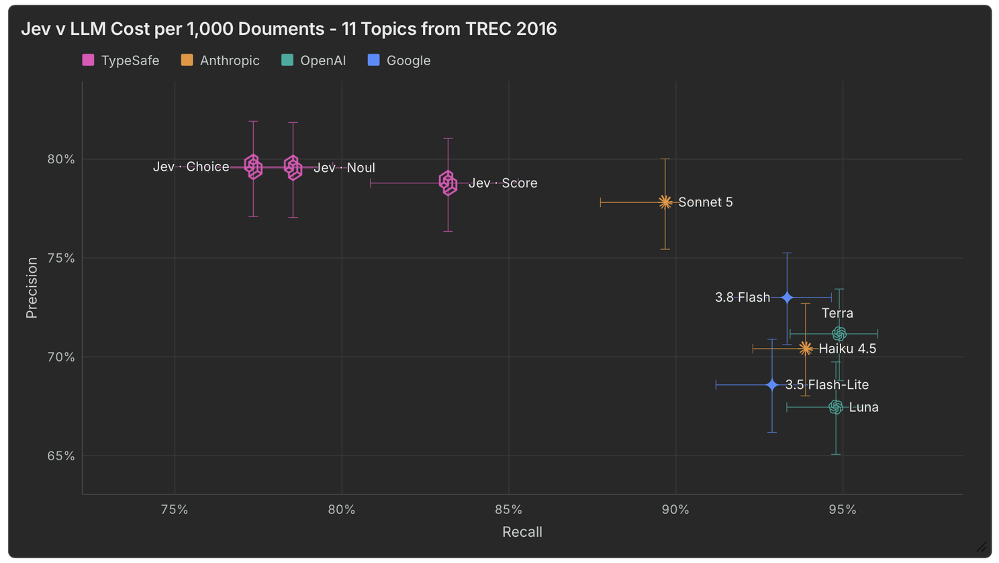 Jev v LLM Cost per 1,000 Douments - 11 Topics from TREC 2016
TypeSafe Anthropic OpenAI Google
80%
75%
70%
65%
Precision
Jev · Choice
Jev · Noul
Jev · Score
Sonnet 5
3.8 Flash
Terra
Haiku 4.5
3.5 Flash-Lite
Luna
75% 80% 85% 90% 95%
Recall